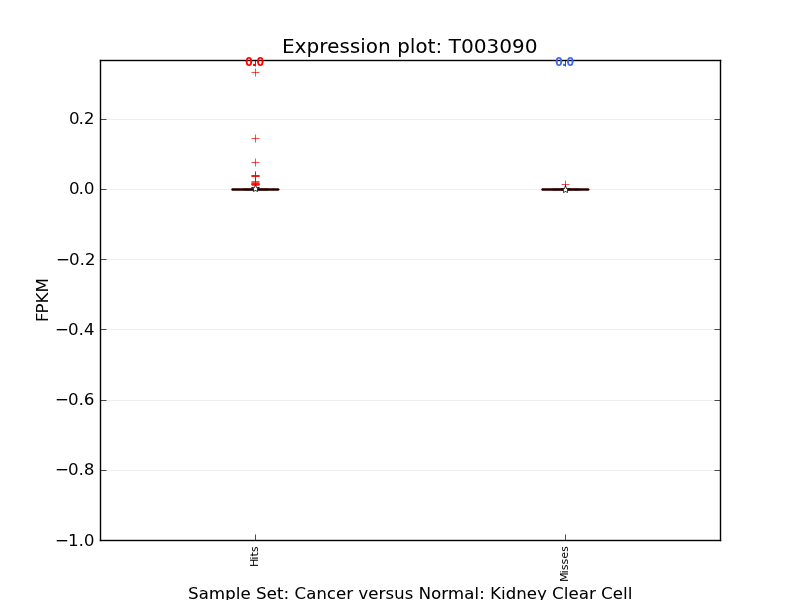 Expression plot: T003090
0.0 0.0
0.2
0.0
−0.2
−0.4
−0.6
−0.8
−1.0
FPKM
Hits Misses
Sample Set: Cancer versus Normal: Kidney Clear Cell